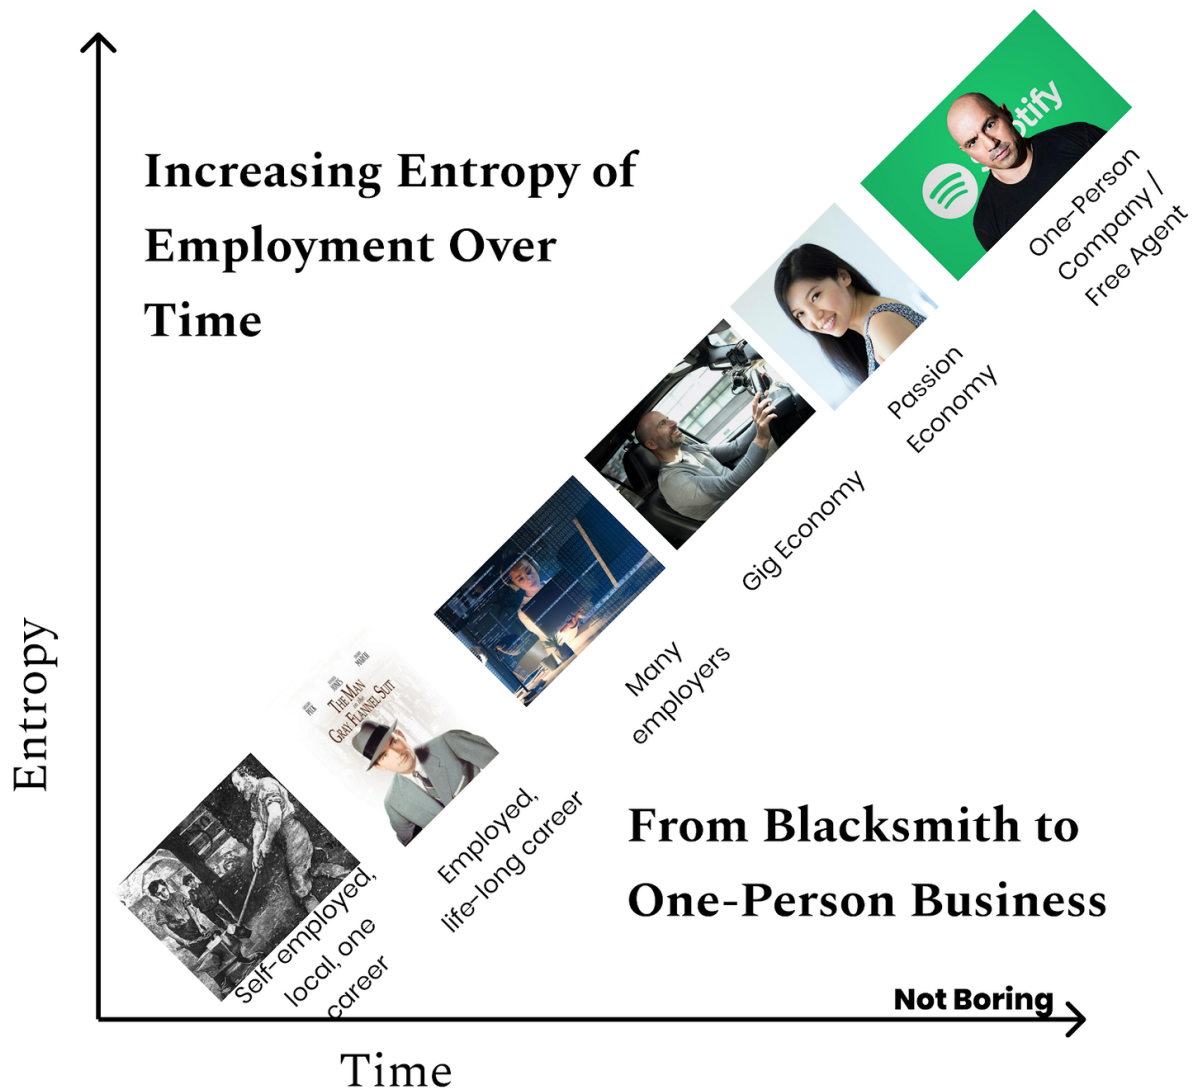 Increasing Entropy of
Employment Over
Time
Entropy
otify
One-Person
Company /
Free Agent
Passion
Economy
Gig Economy
Many
employers
THE MAN
in the
GRAY FLANNEL SUIT
Employed,
life-long career
Self-employed,
local, one
career
From Blacksmith to
One-Person Business
Not Boring
Time